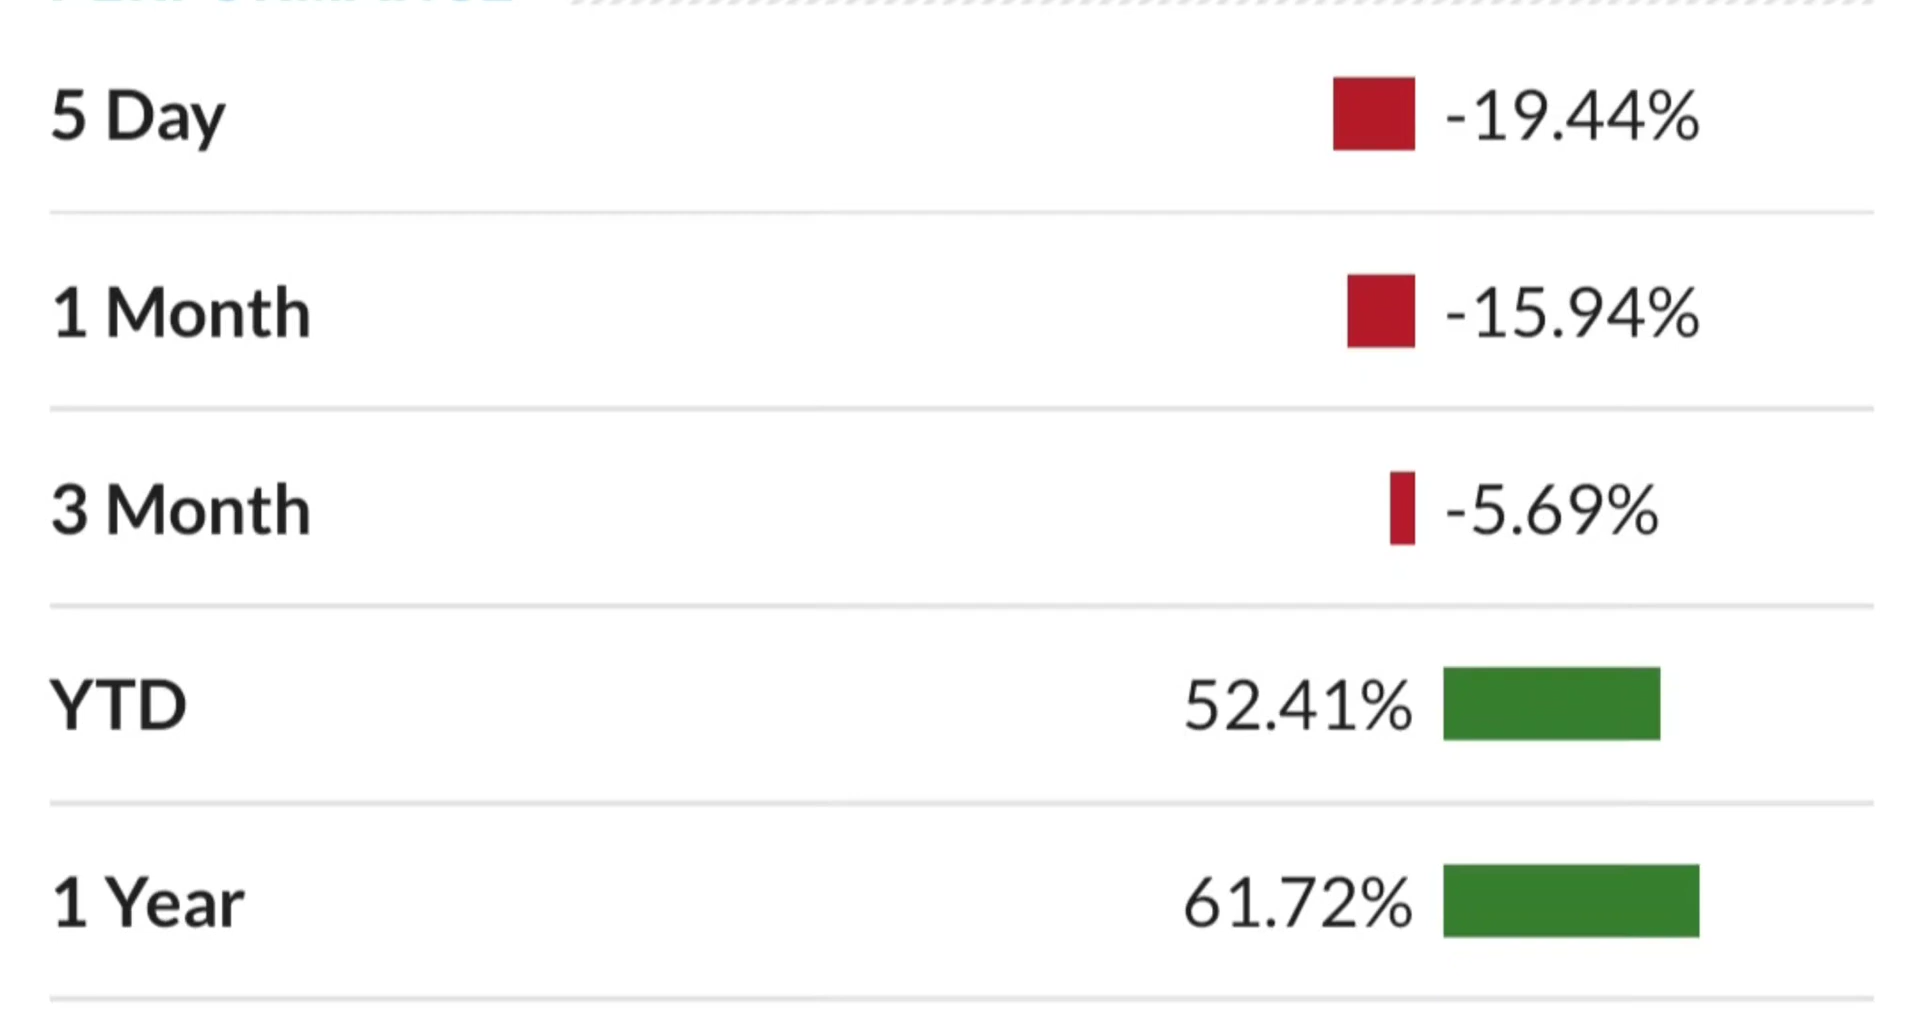 PERFORMANCE
5 Day -19.44%
1 Month -15.94%
3 Month -5.69%
YTD 52.41%
1 Year 61.72%